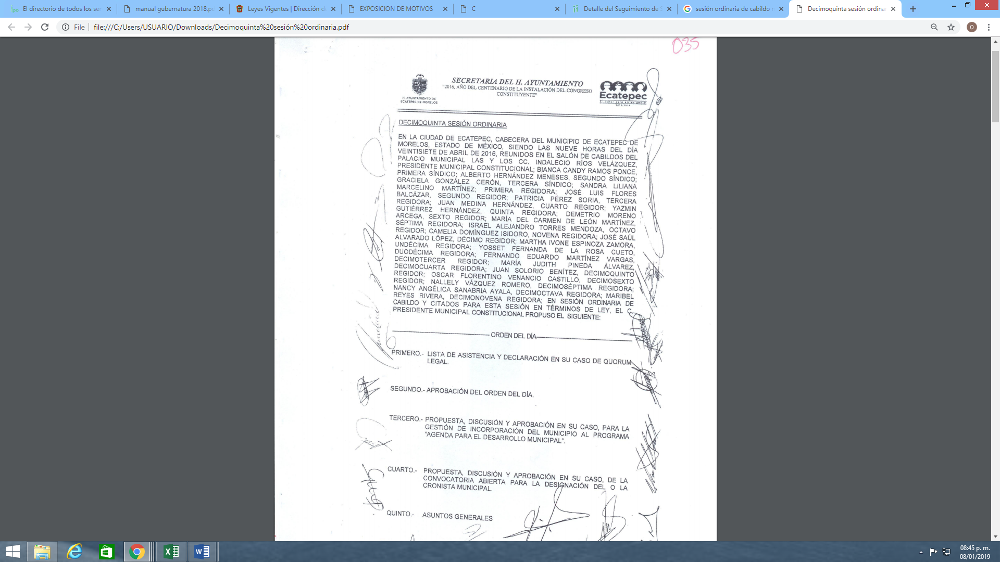 El directorio de todos los ser
manual gubernatura 2018.pd
Leyes Vigentes | Dirección d
EXPOSICION DE MOTIVOS
C
Detalle del Seguimiento de S
sesión ordinaria de cabildo
Decimoquinta sesión ordina
File
file:///C:/Users/USUARIO/Downloads/Decimoquinta%20sesión%20ordinaria.pdf
O
035
H. AYUNTAMIENTO DE
ECATEPEC DE MORELOS
SECRETARIA DEL H. AYUNTAMIENTO
"2016, AÑO DEL CENTENARIO DE LA INSTALACIÓN DEL CONGRESO
CONSTITUYENTE"
Ecatepec
DECIMOQUINTA SESIÓN ORDINARIA
EN LA CIUDAD DE ECATEPEC, CABECERA DEL MUNICIPIO DE ECATEPEC DE
MORELOS, ESTADO DE MÉXICO, SIENDO LAS NUEVE HORAS DEL DÍA
VEINTISIETE DE ABRIL DE 2016, REUNIDOS EN EL SALÓN DE CABILDOS DEL
PALACIO MUNICIPAL LAS Y LOS CC. INDALECIO RÍOS VELÁZQUEZ,
PRESIDENTE MUNICIPAL CONSTITUCIONAL; BIANCA CANDY RAMOS PONCE,
PRIMERA SÍNDICO; ALBERTO HERNÁNDEZ MENESES, SEGUNDO SÍNDICO;
GRACIELA GONZÁLEZ CERÓN, TERCERA SÍNDICO; SANDRA LILIANA
MARCELINO MARTÍNEZ; PRIMERA REGIDORA; JOSÉ LUIS FLORES
BALCÁZAR, SEGUNDO REGIDOR; PATRICIA PÉREZ SORIA, TERCERA
REGIDORA; JUAN MEDINA HERNÁNDEZ, CUARTO REGIDOR; YAZMIN
GUTIÉRREZ HERNÁNDEZ, QUINTA REGIDORA; DEMETRIO MORENO
ARCEGA, SEXTO REGIDOR; MARÍA DEL CARMEN DE LEÓN MARTÍNEZ,
SÉPTIMA REGIDORA; ISRAEL ALEJANDRO TORRES MENDOZA, OCTAVO
REGIDOR; CAMELIA DOMÍNGUEZ ISIDORO, NOVENA REGIDORA; JOSÉ SAÚL
ALVARADO LÓPEZ, DÉCIMO REGIDOR; MARTHA IVONE ESPINOZA ZAMORA,
UNDÉCIMA REGIDORA; YOSSET FERNANDA DE LA ROSA CUETO,
DUODÉCIMA REGIDORA; FERNANDO EDUARDO MARTÍNEZ VARGAS,
DECIMOTERCER REGIDOR; MARÍA JUDITH PINEDA ÁLVAREZ,
DECIMOCUARTA REGIDORA; JUAN SOLORIO BENÍTEZ, DECIMOQUINTO
REGIDOR; OSCAR FLORENTINO VENANCIO CASTILLO, DECIMOSEXTO
REGIDOR; NALLELY VÁZQUEZ ROMERO, DECIMOSÉPTIMA REGIDORA;
NANCY ANGÉLICA SANABRIA AYALA, DECIMOCTAVA REGIDORA; MARIBEL
REYES RIVERA, DECIMONOVENA REGIDORA; EN SESIÓN ORDINARIA DE
CABILDO Y CITADOS PARA ESTA SESIÓN EN TÉRMINOS DE LEY, EL C.
PRESIDENTE MUNICIPAL CONSTITUCIONAL PROPUSO EL SIGUIENTE:
ORDEN DEL DÍA
PRIMERO.- LISTA DE ASISTENCIA Y DECLARACIÓN EN SU CASO DE QUORUM
LEGAL.
SEGUNDO.- APROBACIÓN DEL ORDEN DEL DÍA.
TERCERO.- PROPUESTA, DISCUSIÓN Y APROBACIÓN EN SU CASO, PARA LA
GESTIÓN DE INCORPORACIÓN DEL MUNICIPIO AL PROGRAMA
"AGENDA PARA EL DESARROLLO MUNICIPAL".
CUARTO.- PROPUESTA, DISCUSIÓN Y APROBACIÓN EN SU CASO, DE LA
CONVOCATORIA ABIERTA PARA LA DESIGNACIÓN DEL O LA
CRONISTA MUNICIPAL.
QUINTO.- ASUNTOS GENERALES
08:45 p. m.
08/01/2019